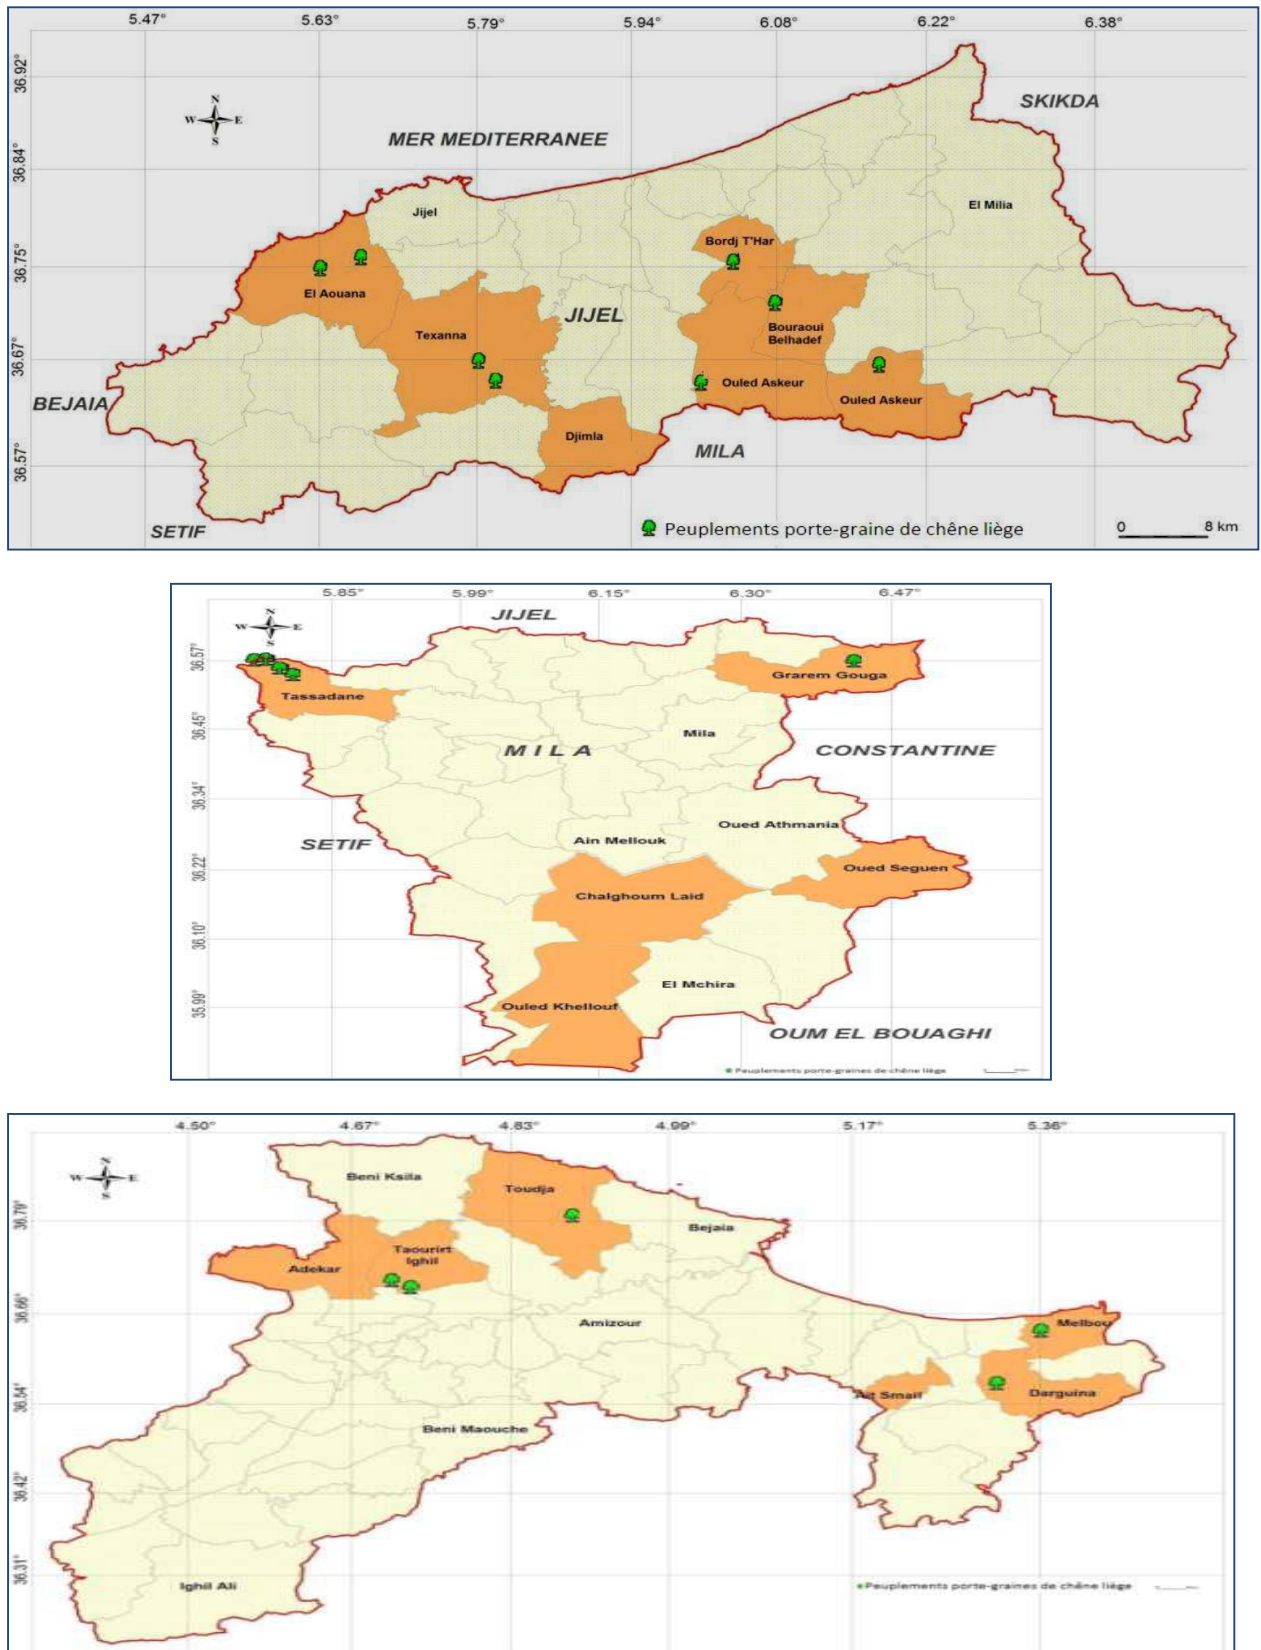 5.47° 5.63° 5.79° 5.94° 6.08° 6.22° 6.38°
36.92°
N
W E
S
SKIKDA
MER MEDITERRANEE
36.84°
El Milia
Jijel
Bordj T'Har
36.75°
El Aouana
JIJEL
Texanna
Bouraoui
Belhadef
36.67°
Ouled Askeur
Ouled Askeur
BEJAIA
Djimla
MILA
36.57°
SETIF
Peuplements porte-graine de chêne liège
0 8 km
5.85° 5.99° 6.15° 6.30° 6.47°
JIJEL
N
W E
S
36.57°
Grarem Gouga
Tassadane
36.45°
Mila
MILA
CONSTANTINE
36.34°
Oued Athmania
Ain Mellouk
SETIF
36.22°
Oued Seguen
Chalghoum Laid
36.10°
El Mchira
35.99°
Ouled Khellouf
OUM EL BOUAGHI
Peuplements porte-graines de chêne liège
4.50° 4.67° 4.83° 4.99° 5.17° 5.36°
N
W E
S
Beni Ksila
Toudja
36.79°
Bejaia
Taourirt
Ighil
Adekar
36.66°
Amizour
Melbou
Ait Smail
Darguina
36.54°
Beni Maouche
36.42°
36.31°
Ighil Ali
Peuplements porte-graines de chêne liège